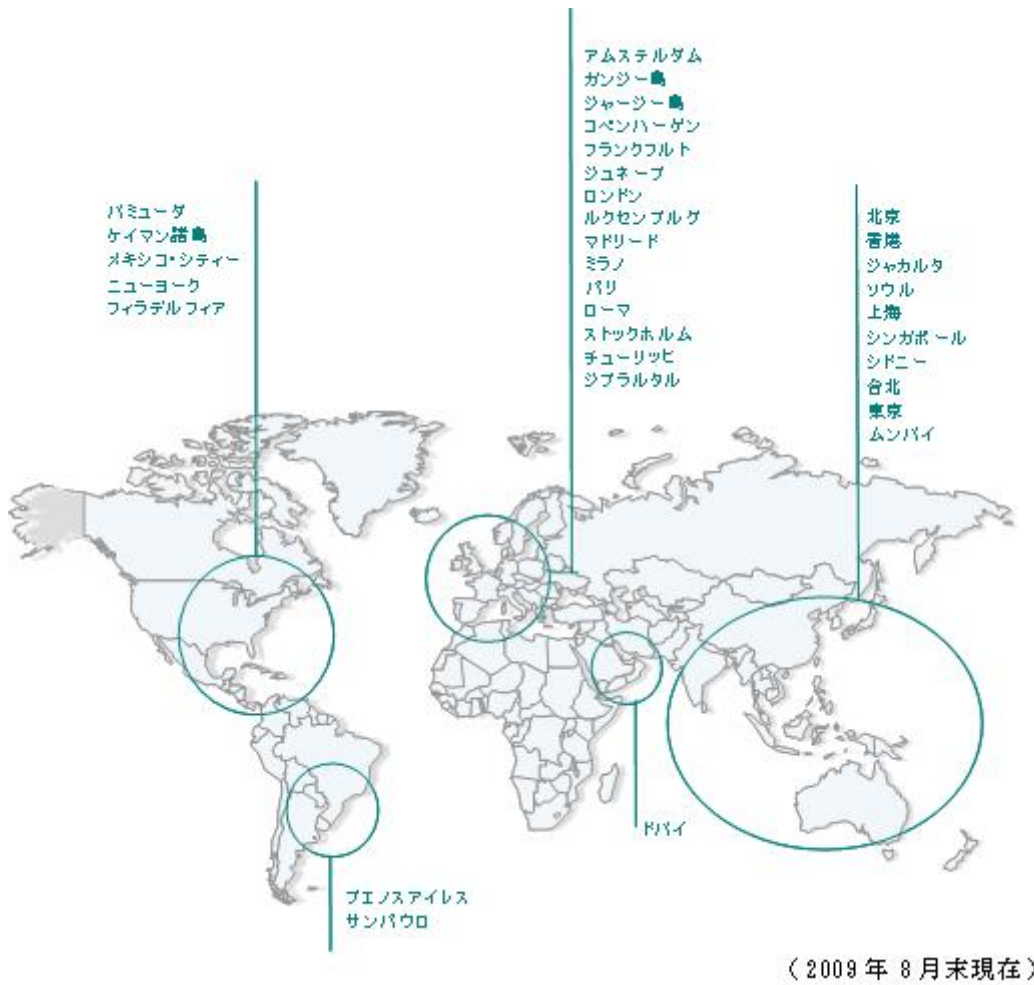 アムステルダム
ガンジー島
ジャージー島
コペンハーゲン
フランクフルト
ジュネーブ
ロンドン
ルクセンブルグ
マドリード
ミラノ
パリ
ローマ
ストックホルム
チューリッヒ
ジブラルタル
バミューダ
ケイマン諸島
メキシコ・シティー
ニューヨーク
フィラデルフィア
北京
香港
ジャカルタ
ソウル
上海
シンガポール
シドニー
台北
東京
ムンバイ
ドバイ
ブエノスアイレス
サンパウロ
（2009年8月末現在）